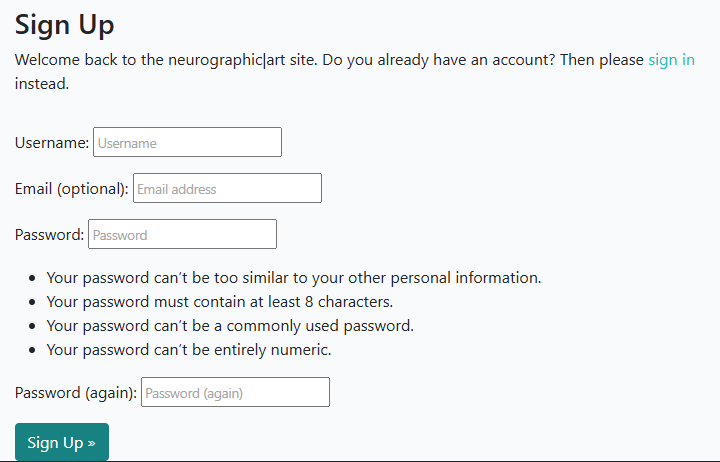 Sign Up
Welcome back to the neurographic|art site. Do you already have an account? Then please sign in
instead.
Username: Username
Email (optional): Email address
Password: Password
• Your password can't be too similar to your other personal information.
• Your password must contain at least 8 characters.
• Your password can't be a commonly used password.
• Your password can't be entirely numeric.
Password (again): Password (again)
Sign Up »